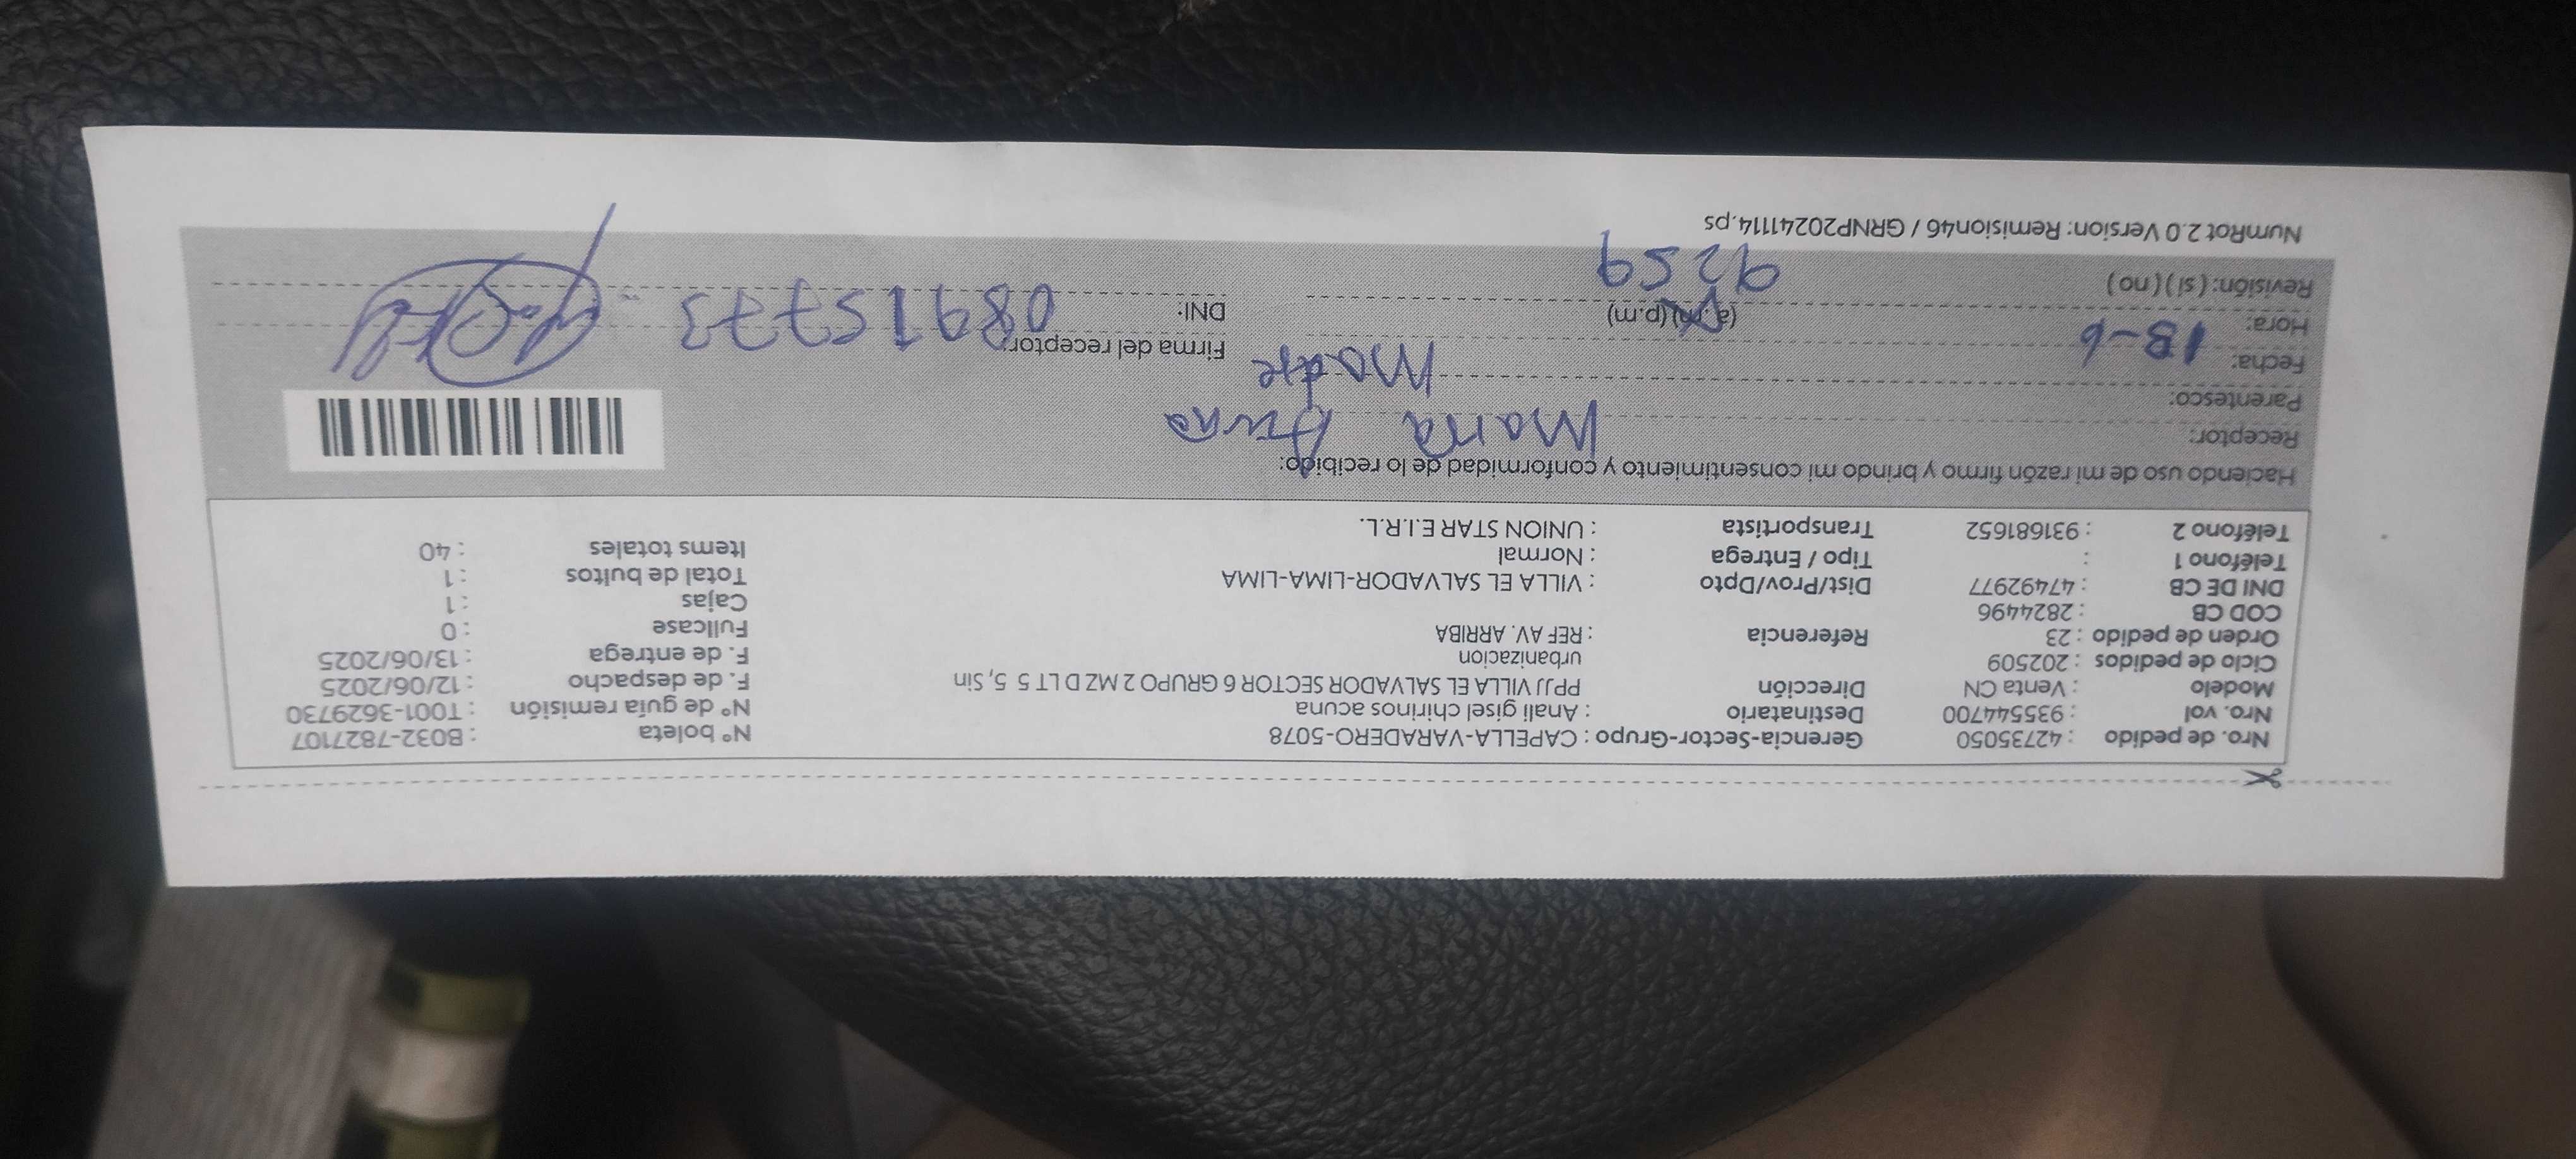 Nro. de pedido : 42735050 Gerencia-Sector-Grupo : CAPELLA-VARADERO-5078 N° boleta : B032-7827107
Nro. vol : 935544700 Destinatario : Anali gisel chirinos acuna N° de guía remisión : T001-3629730
Modelo : Venta CN Dirección PPJJ VILLA EL SALVADOR SECTOR 6 GRUPO 2 MZ D LT 5 5, Sin F. de despacho : 12/06/2025
Ciclo de pedidos : 202509 urbanizacion F. de entrega : 13/06/2025
Orden de pedido : 23 Referencia : REF AV. ARRIBA Fullcase : 0
COD CB : 2824496 Cajas : 1
DNI DE CB : 47492977 Dist/Prov/Dpto : VILLA EL SALVADOR-LIMA-LIMA Total de bultos : 1
Teléfono 1 : Tipo / Entrega : Normal Items totales : 40
Teléfono 2 : 931681652 Transportista : UNION STAR E.I.R.L.
Haciendo uso de mi razón firmo y brindo mi consentimiento y conformidad de lo recibido:
Receptor: Maria
Parentesco: Madre
Fecha: 13-6 Firma del receptor:
Hora: (a.m)(p.m) DNI: 08915773
Revisión: ( si ) ( no ) 9259
NumRot 2.0 Version: Remision46 / GRNP20241114.ps